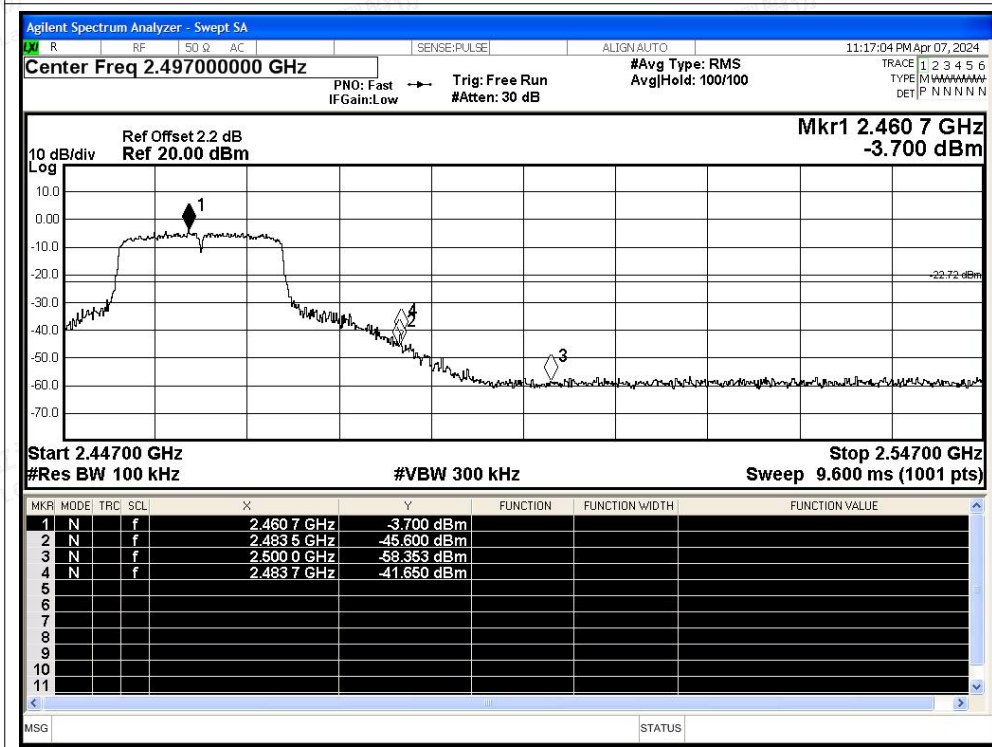 Agilent Spectrum Analyzer - Swept SA
LXI R RF 50 Ω AC SENSE:PULSE ALIGN AUTO 11:17:04 PM Apr 07, 2024
Center Freq 2.497000000 GHz
PNO: Fast
IFGain:Low
Trig: Free Run
#Atten: 30 dB
#Avg Type: RMS
Avg|Hold: 100/100
TRACE 1 2 3 4 5 6
TYPE M W W W W W
DET P N N N N N
Mkr1 2.460 7 GHz
-3.700 dBm
Ref Offset 2.2 dB
10 dB/div Ref 20.00 dBm
Log
10.0
0.00
-10.0
-20.0
-30.0
-40.0
-50.0
-60.0
-70.0
1
-22.72 dBm
4
2
3
Start 2.44700 GHz Stop 2.54700 GHz
#Res BW 100 kHz #VBW 300 kHz Sweep 9.600 ms (1001 pts)
MKR MODE TRC SCL X Y FUNCTION FUNCTION WIDTH FUNCTION VALUE
1 N f 2.460 7 GHz -3.700 dBm
2 N f 2.483 5 GHz -45.600 dBm
3 N f 2.500 0 GHz -58.353 dBm
4 N f 2.483 7 GHz -41.650 dBm
5
6
7
8
9
10
11
MSG STATUS